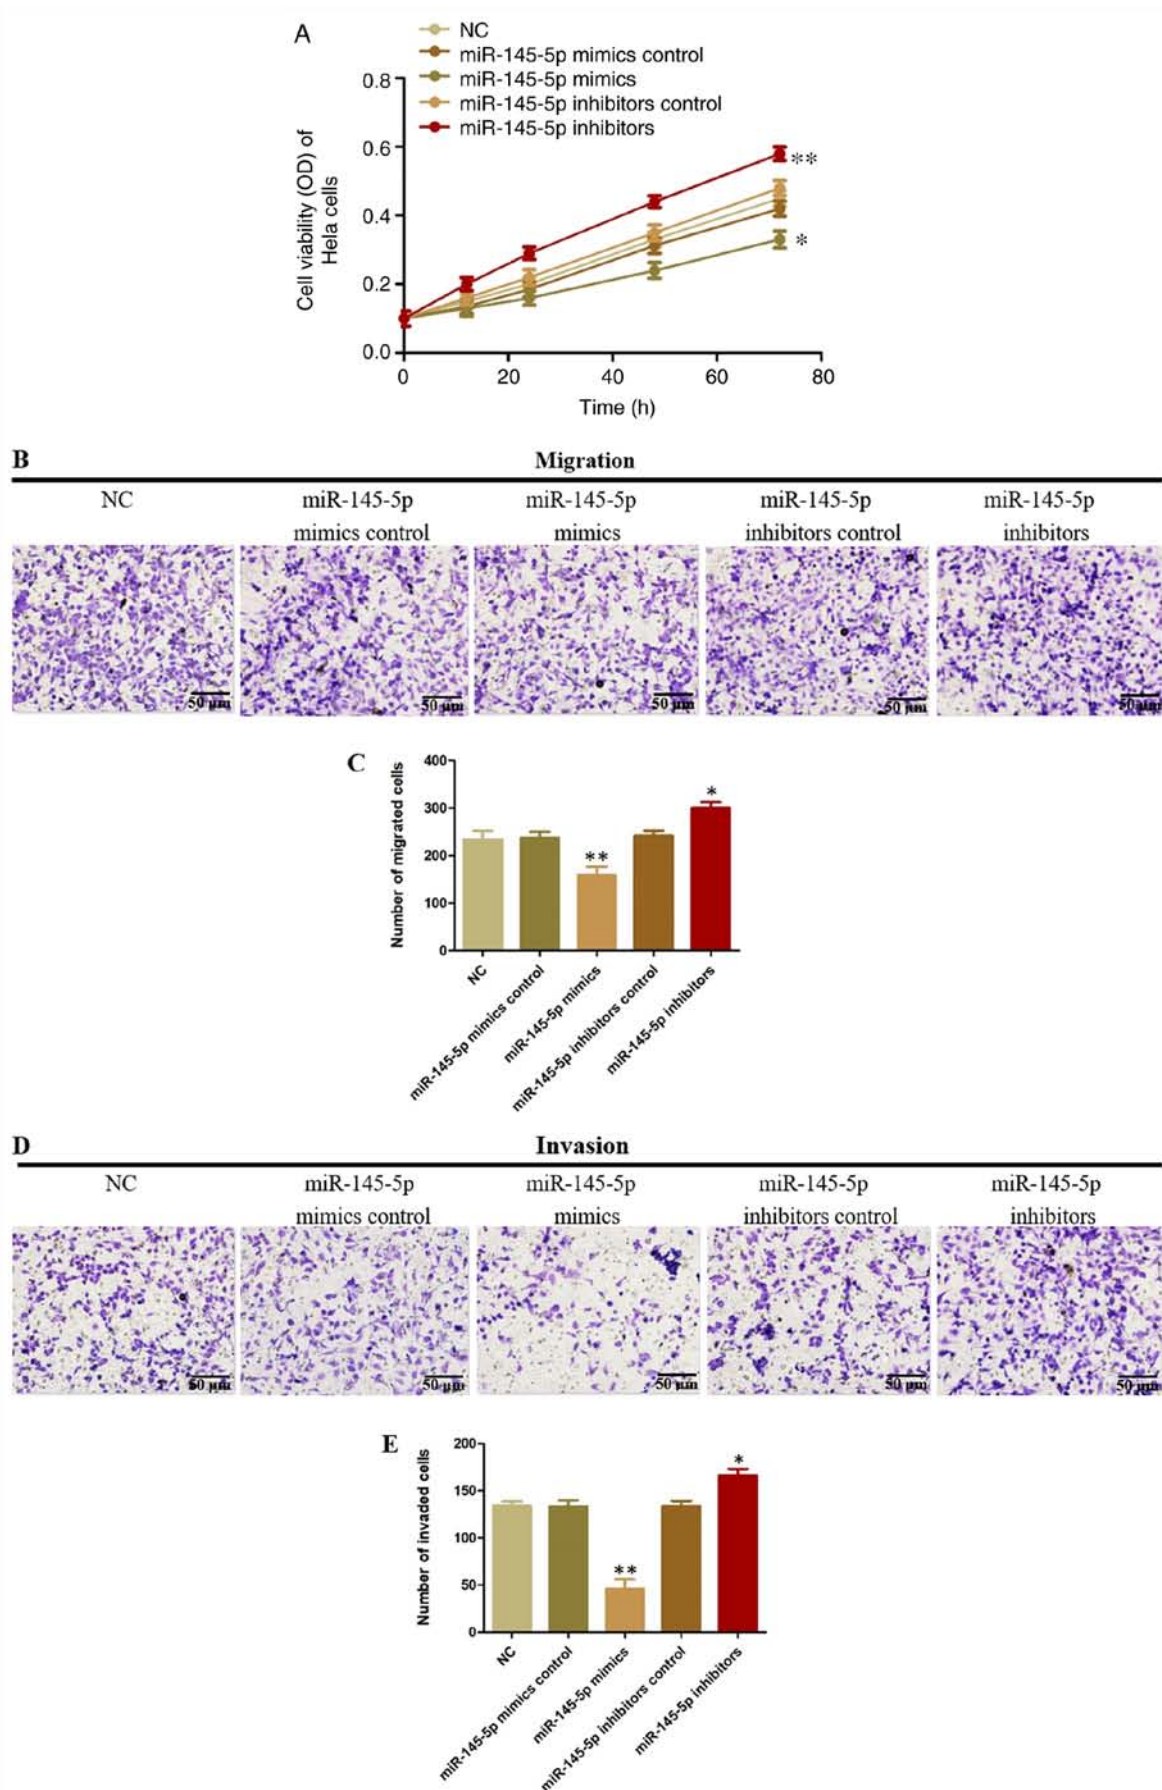 A
NC
miR-145-5p mimics control
miR-145-5p mimics
miR-145-5p inhibitors control
miR-145-5p inhibitors
0.8
0.6
0.4
0.2
0.0
Cell viability (OD) of
Hela cells
**
*
0 20 40 60 80
Time (h)
B
Migration
NC miR-145-5p miR-145-5p miR-145-5p miR-145-5p
mimics control mimics inhibitors control inhibitors
50 μm 50 μm 50 μm 50 μm 50 μm
C
Number of migrated cells
400
300
200
100
0
** *
NC
miR-145-5p mimics control
miR-145-5p mimics
miR-145-5p inhibitors control
miR-145-5p inhibitors
D
Invasion
NC miR-145-5p miR-145-5p miR-145-5p miR-145-5p
mimics control mimics inhibitors control inhibitors
50 μm 50 μm 50 μm 50 μm 50 μm
E
Number of invaded cells
200
150
100
50
0
** *
NC
miR-145-5p mimics control
miR-145-5p mimics
miR-145-5p inhibitors control
miR-145-5p inhibitors